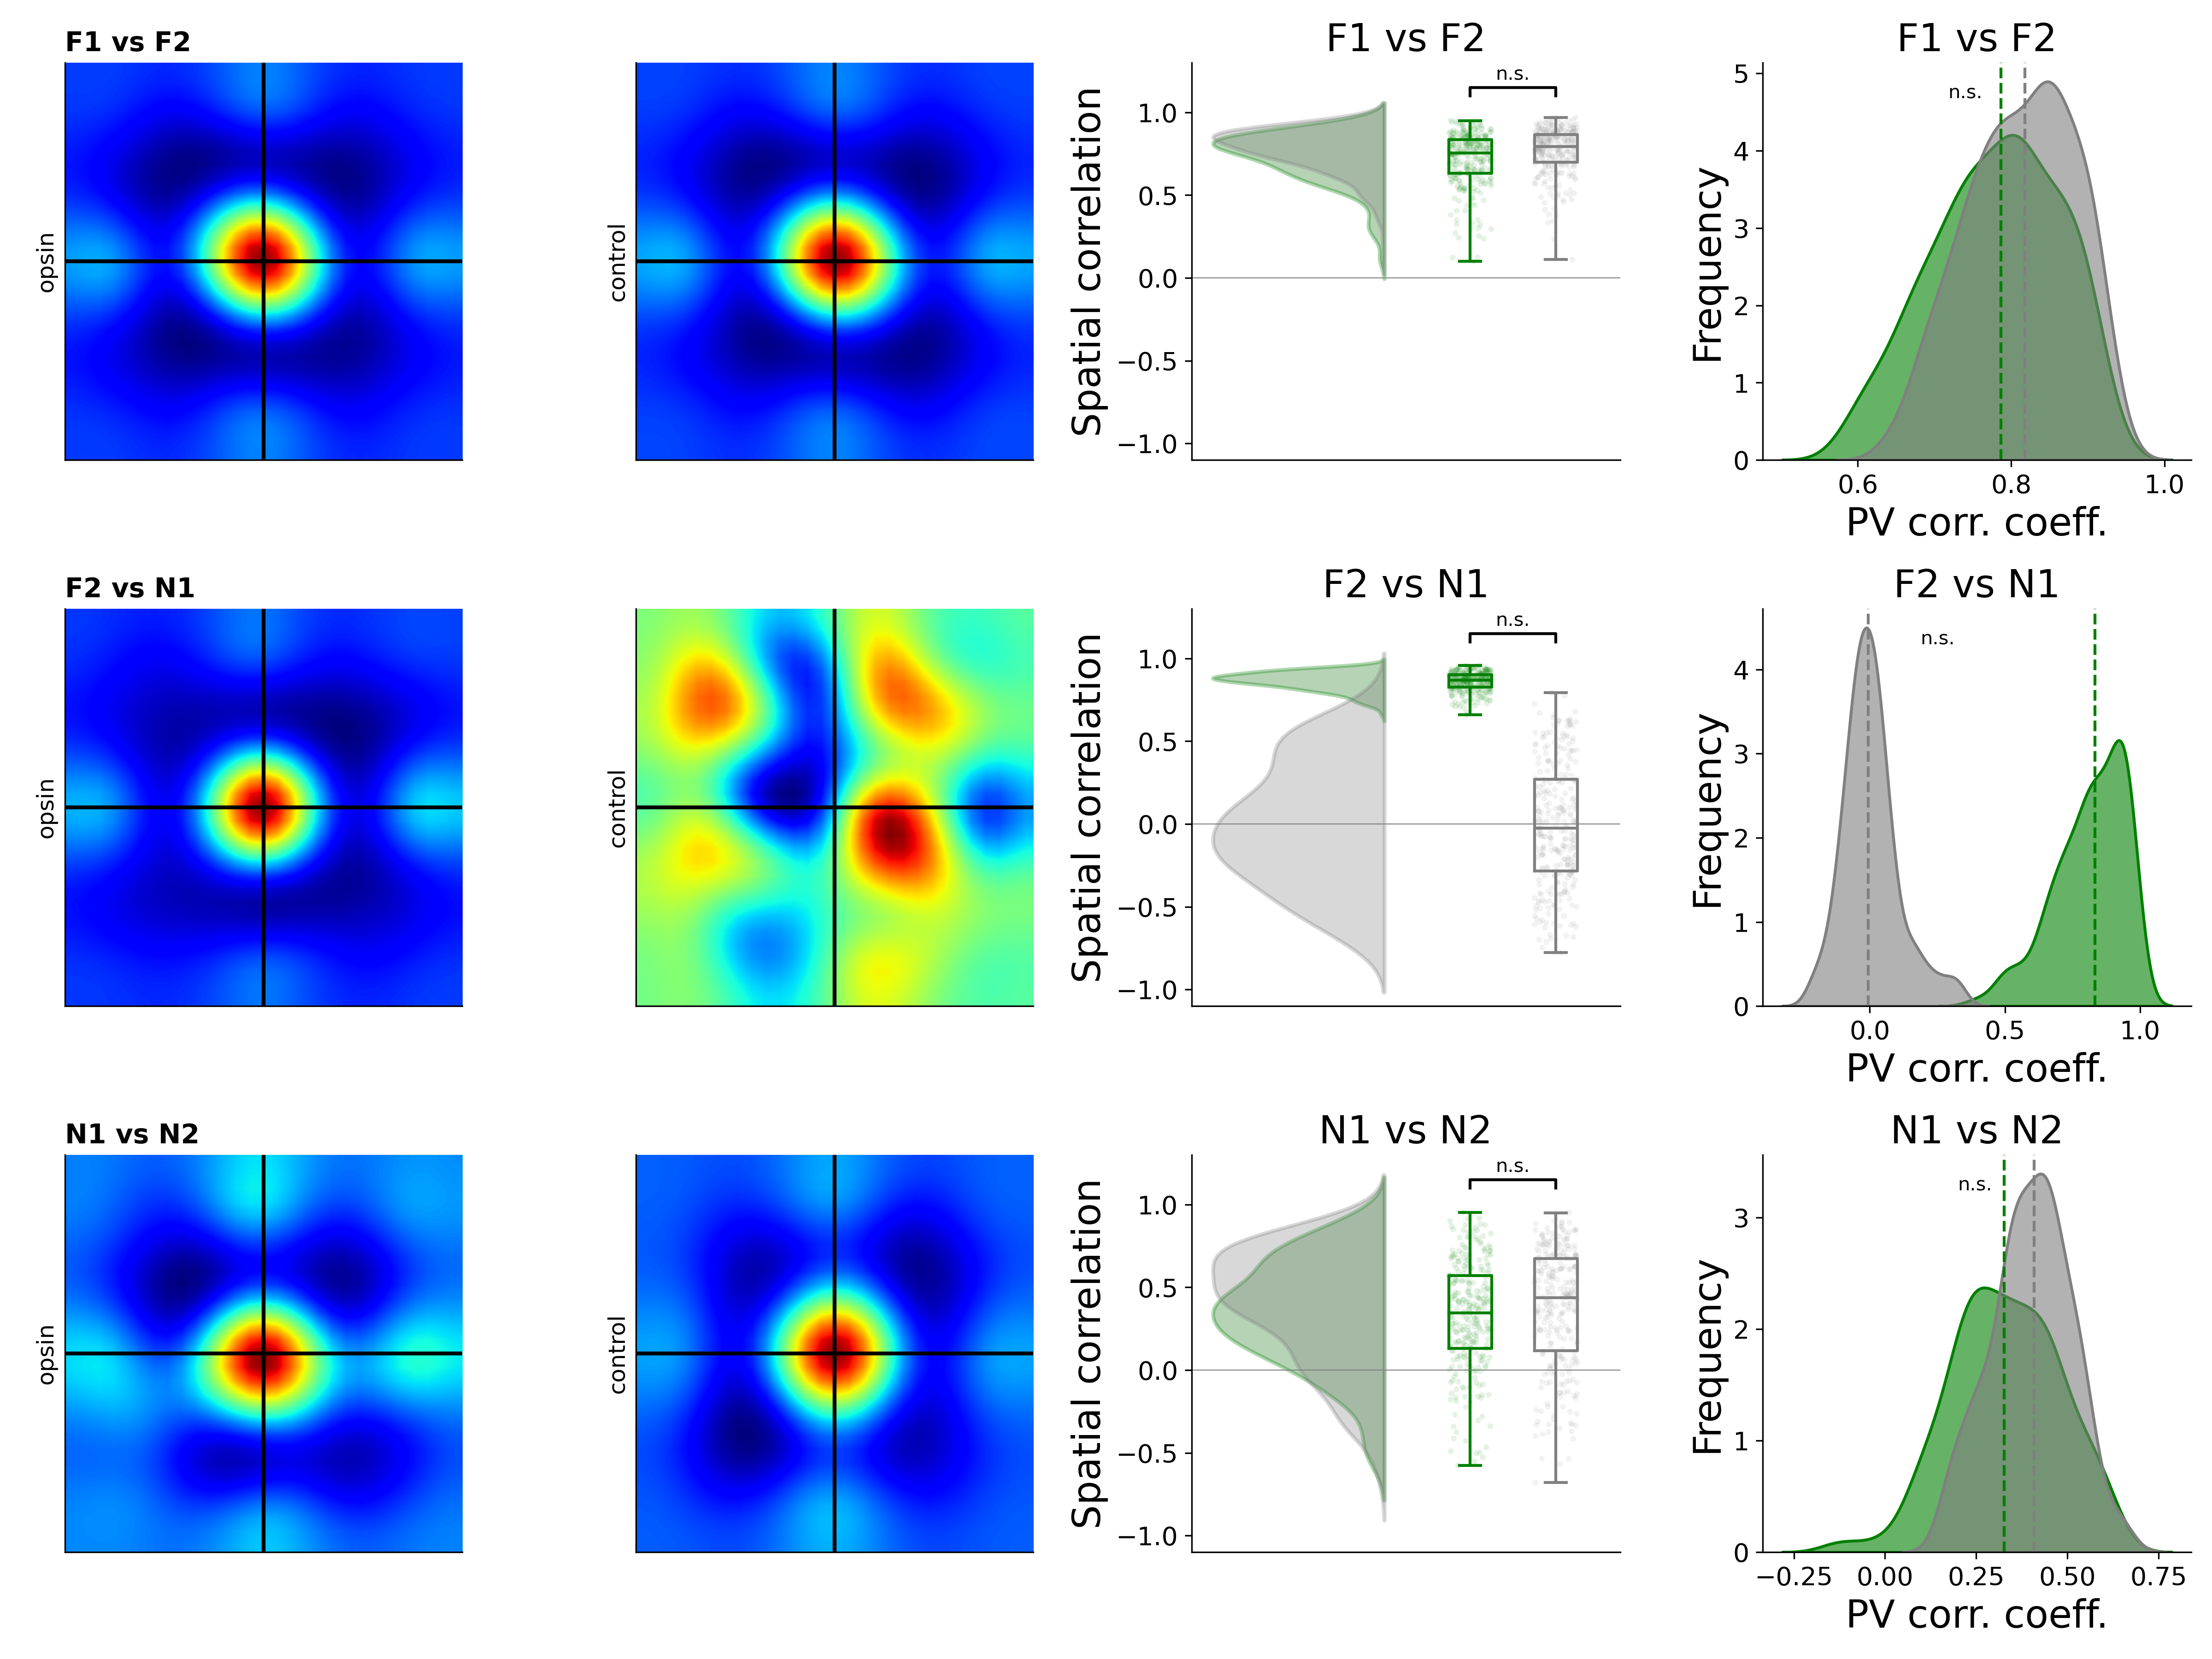 F1 vs F2
opsin
control
F1 vs F2
Spatial correlation
1.0
0.5
0.0
−0.5
−1.0
n.s.
F1 vs F2
Frequency
5
4
3
2
1
0
n.s.
0.6 0.8 1.0
PV corr. coeff.
F2 vs N1
opsin
control
F2 vs N1
Spatial correlation
1.0
0.5
0.0
−0.5
−1.0
n.s.
F2 vs N1
Frequency
4
3
2
1
0
n.s.
0.0 0.5 1.0
PV corr. coeff.
N1 vs N2
opsin
control
N1 vs N2
Spatial correlation
1.0
0.5
0.0
−0.5
−1.0
n.s.
N1 vs N2
Frequency
3
2
1
0
n.s.
−0.25 0.00 0.25 0.50 0.75
PV corr. coeff.